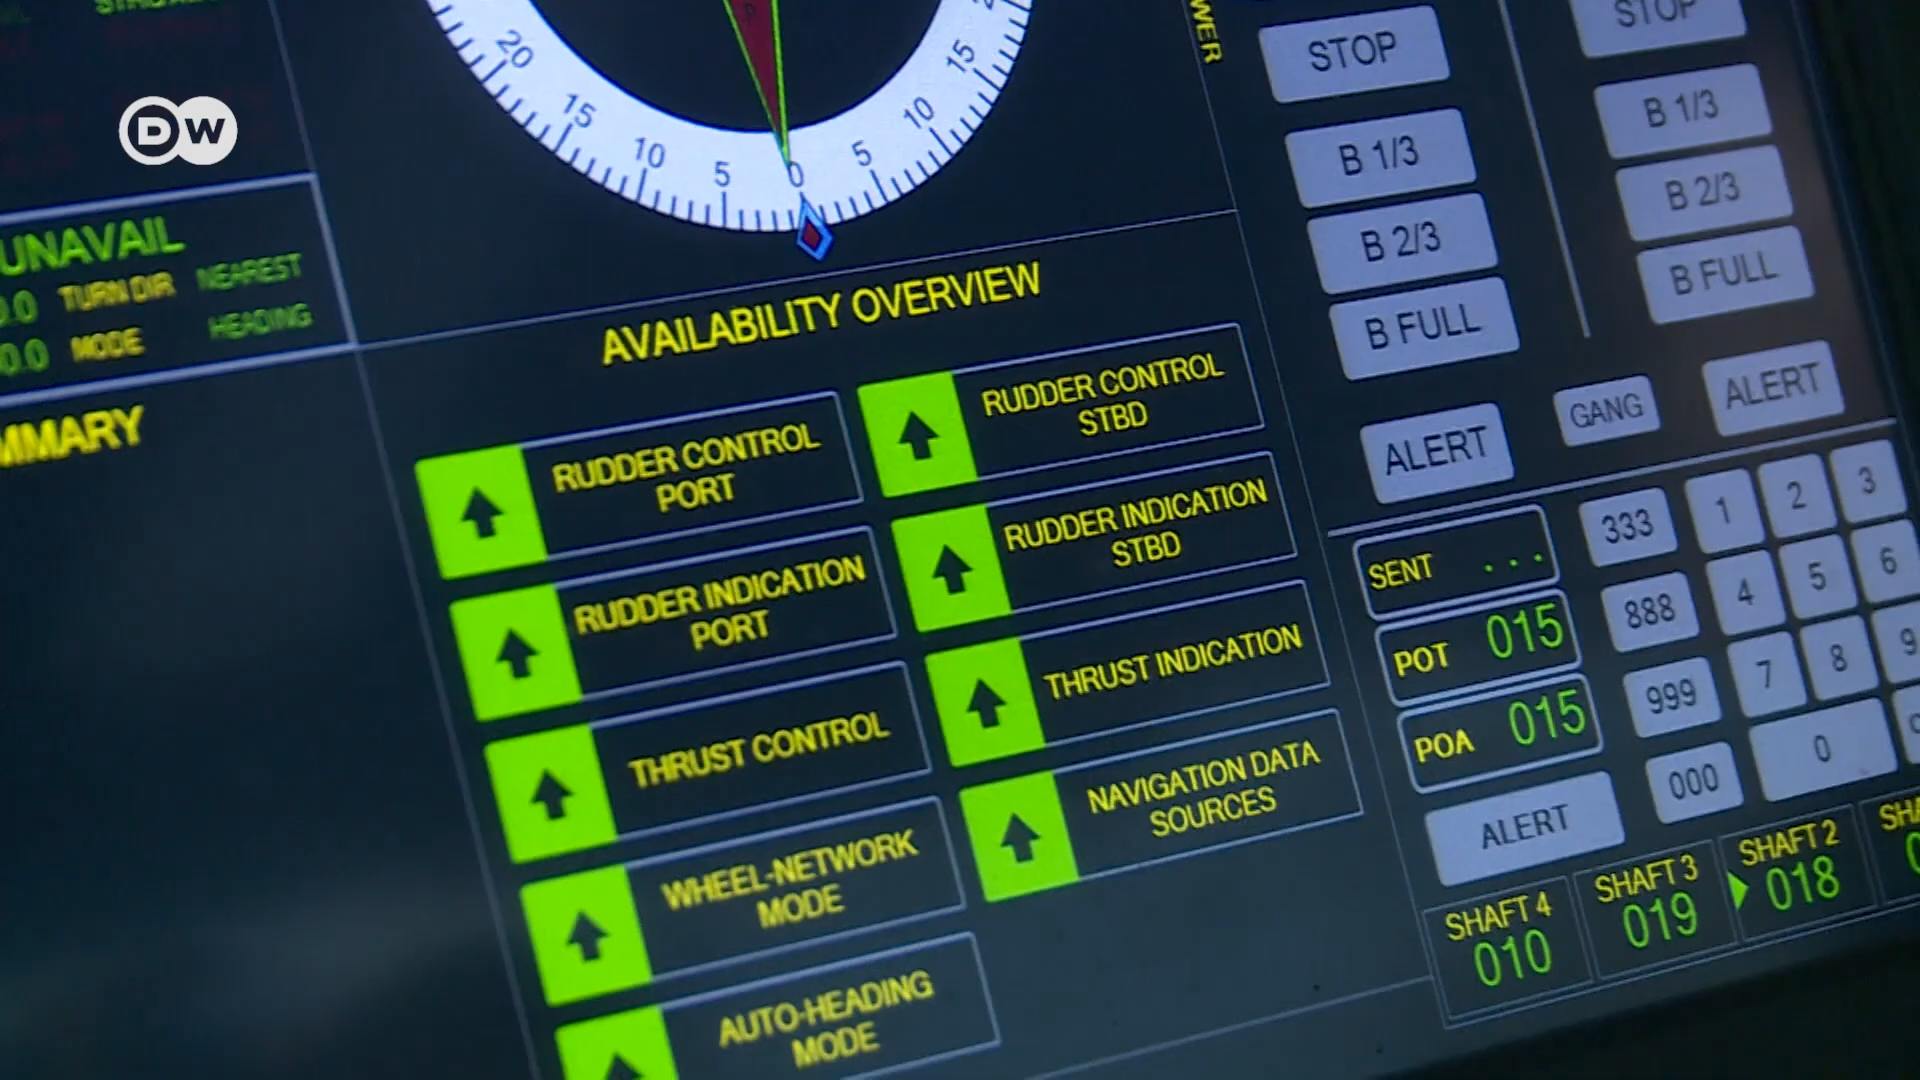 DW
20
15
10
5
0
5
10
15
UNAVAIL
TURN DIR NEAREST
MODE HEADING
AVAILABILITY OVERVIEW
RUDDER CONTROL
PORT
RUDDER CONTROL
STBD
RUDDER INDICATION
PORT
RUDDER INDICATION
STBD
THRUST CONTROL
THRUST INDICATION
WHEEL-NETWORK
MODE
NAVIGATION DATA
SOURCES
AUTO-HEADING
MODE
STOP
B 1/3
B 2/3
B FULL
STOP
B 1/3
B 2/3
B FULL
ALERT
GANG
ALERT
SENT ...
POT 015
POA 015
ALERT
333
888
999
000
1 2 3
4 5 6
7 8 9
0
SHAFT 4
010
SHAFT 3
019
SHAFT 2
018